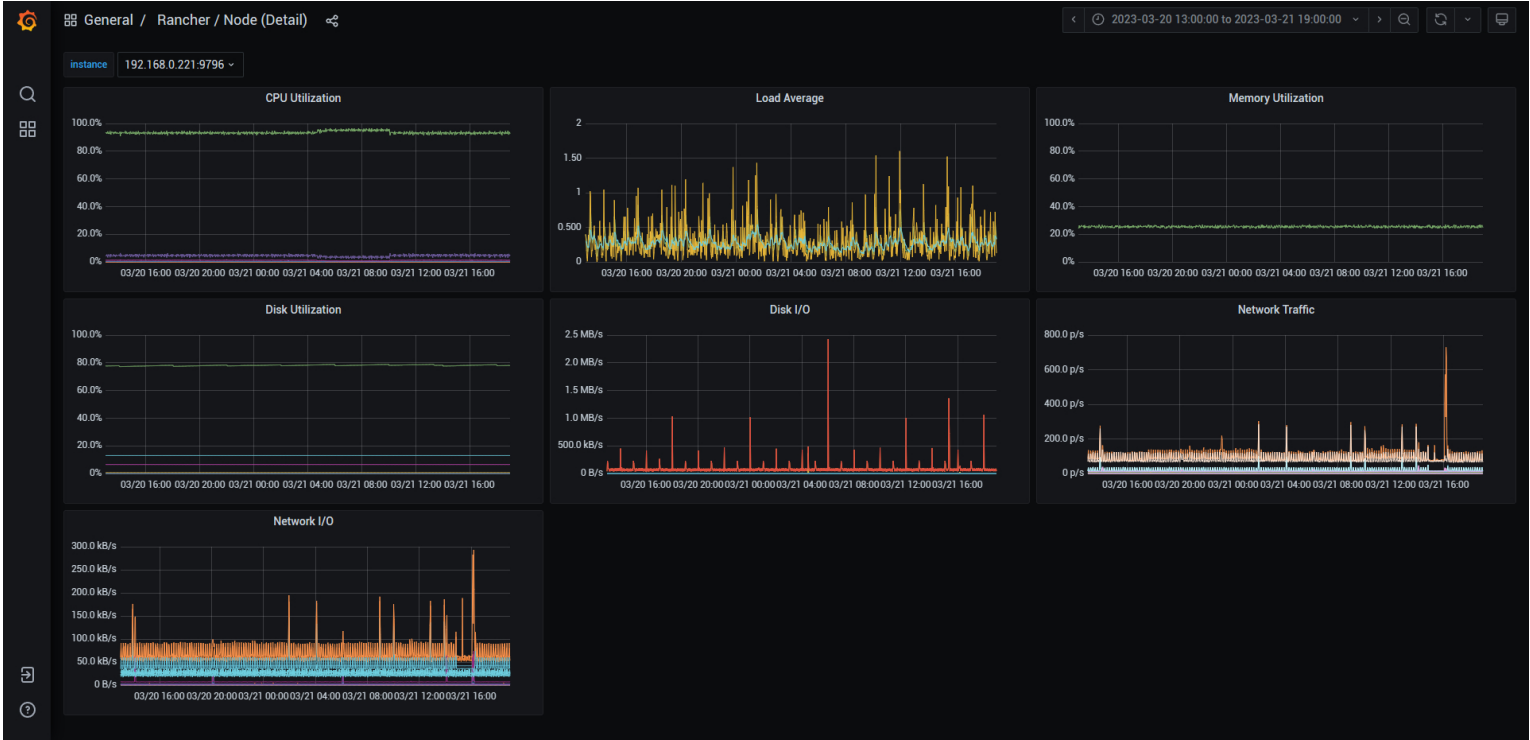 General / Rancher / Node (Detail)
2023-03-20 13:00:00 to 2023-03-21 19:00:00
instance 192.168.0.221:9796
CPU Utilization
100.0%
80.0%
60.0%
40.0%
20.0%
0%
03/20 16:00 03/20 20:00 03/21 00:00 03/21 04:00 03/21 08:00 03/21 12:00 03/21 16:00
Load Average
2
1.50
1
0.500
0
03/20 16:00 03/20 20:00 03/21 00:00 03/21 04:00 03/21 08:00 03/21 12:00 03/21 16:00
Memory Utilization
100.0%
80.0%
60.0%
40.0%
20.0%
0%
03/20 16:00 03/20 20:00 03/21 00:00 03/21 04:00 03/21 08:00 03/21 12:00 03/21 16:00
Disk Utilization
100.0%
80.0%
60.0%
40.0%
20.0%
0%
03/20 16:00 03/20 20:00 03/21 00:00 03/21 04:00 03/21 08:00 03/21 12:00 03/21 16:00
Disk I/O
2.5 MB/s
2.0 MB/s
1.5 MB/s
1.0 MB/s
500.0 kB/s
0 B/s
03/20 16:00 03/20 20:00 03/21 00:00 03/21 04:00 03/21 08:00 03/21 12:00 03/21 16:00
Network Traffic
800.0 p/s
600.0 p/s
400.0 p/s
200.0 p/s
0 p/s
03/20 16:00 03/20 20:00 03/21 00:00 03/21 04:00 03/21 08:00 03/21 12:00 03/21 16:00
Network I/O
300.0 kB/s
250.0 kB/s
200.0 kB/s
150.0 kB/s
100.0 kB/s
50.0 kB/s
0 B/s
03/20 16:00 03/20 20:00 03/21 00:00 03/21 04:00 03/21 08:00 03/21 12:00 03/21 16:00